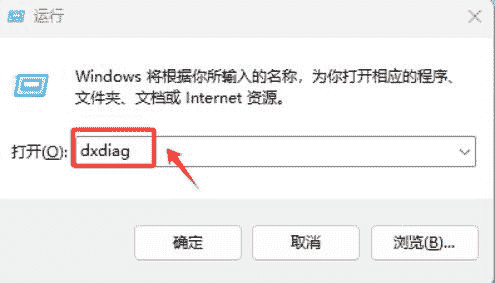 运行
Windows 将根据你所输入的名称，为你打开相应的程序、
文件夹、文档或 Internet 资源。
打开(O): dxdiag
确定 取消 浏览(B)...